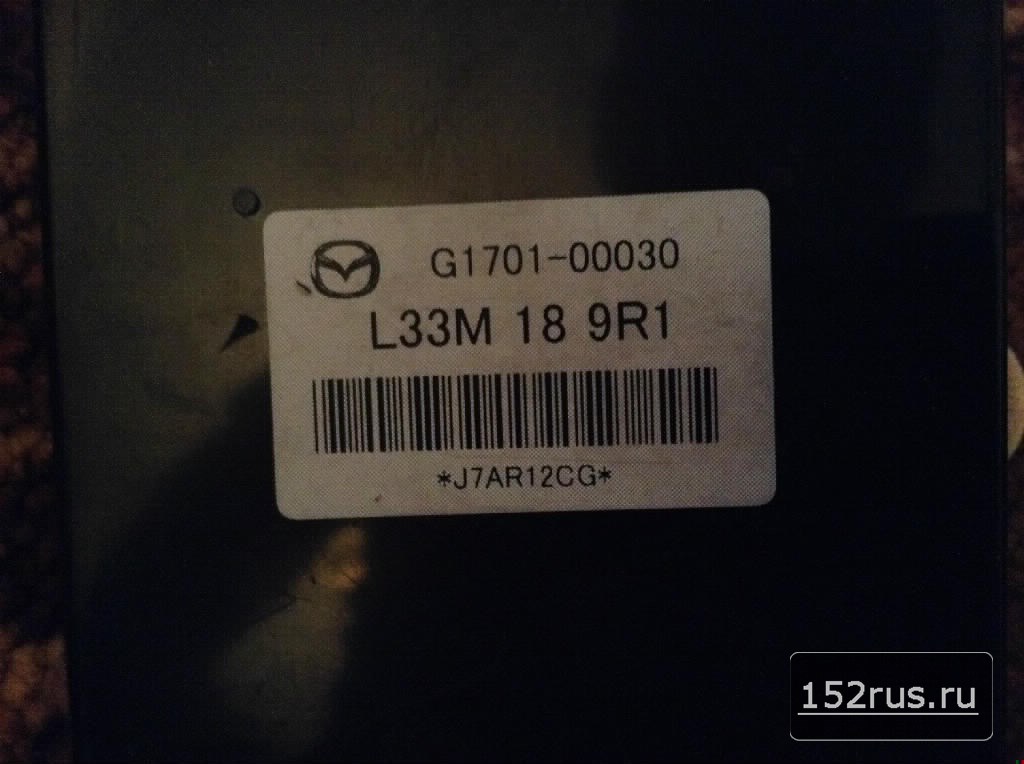 G1701-00030
L33M 18 9R1
*J7AR12CG*
152rus.ru